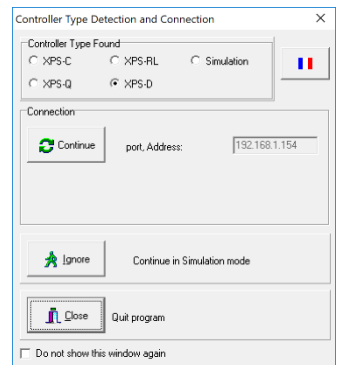 Controller Type Detection and Connection
Controller Type Found
XPS-C XPS-RL Simulation
XPS-Q XPS-D
Connection
Continue port, Address: 192.168.1.154
Ignore Continue in Simulation mode
Close Quit program
Do not show this window again